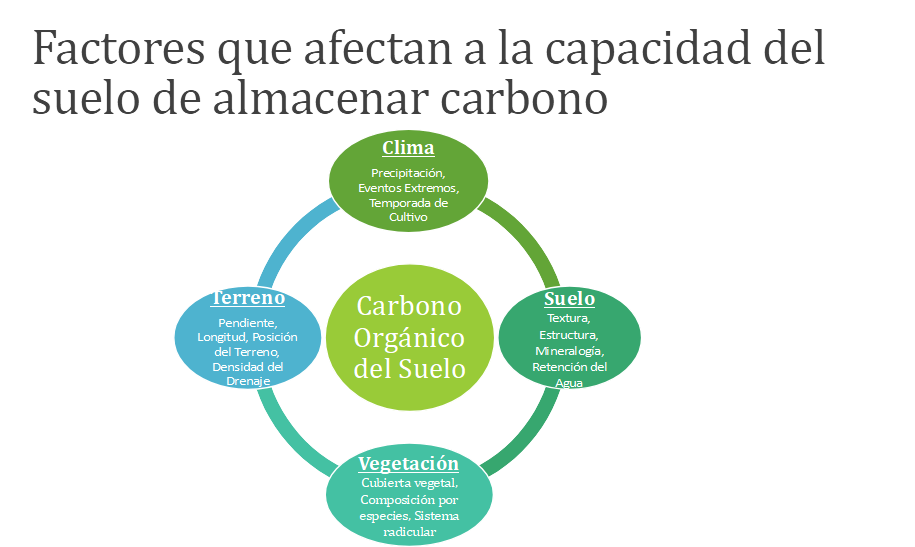 Factores que afectan a la capacidad del
suelo de almacenar carbono
Clima
Precipitación,
Eventos Extremos,
Temporada de
Cultivo
Terreno
Pendiente,
Longitud, Posición
del Terreno,
Densidad del
Drenaje
Carbono
Orgánico
del Suelo
Suelo
Textura,
Estructura,
Mineralogía,
Retención del
Agua
Vegetación
Cubierta vegetal,
Composición por
especies, Sistema
radicular